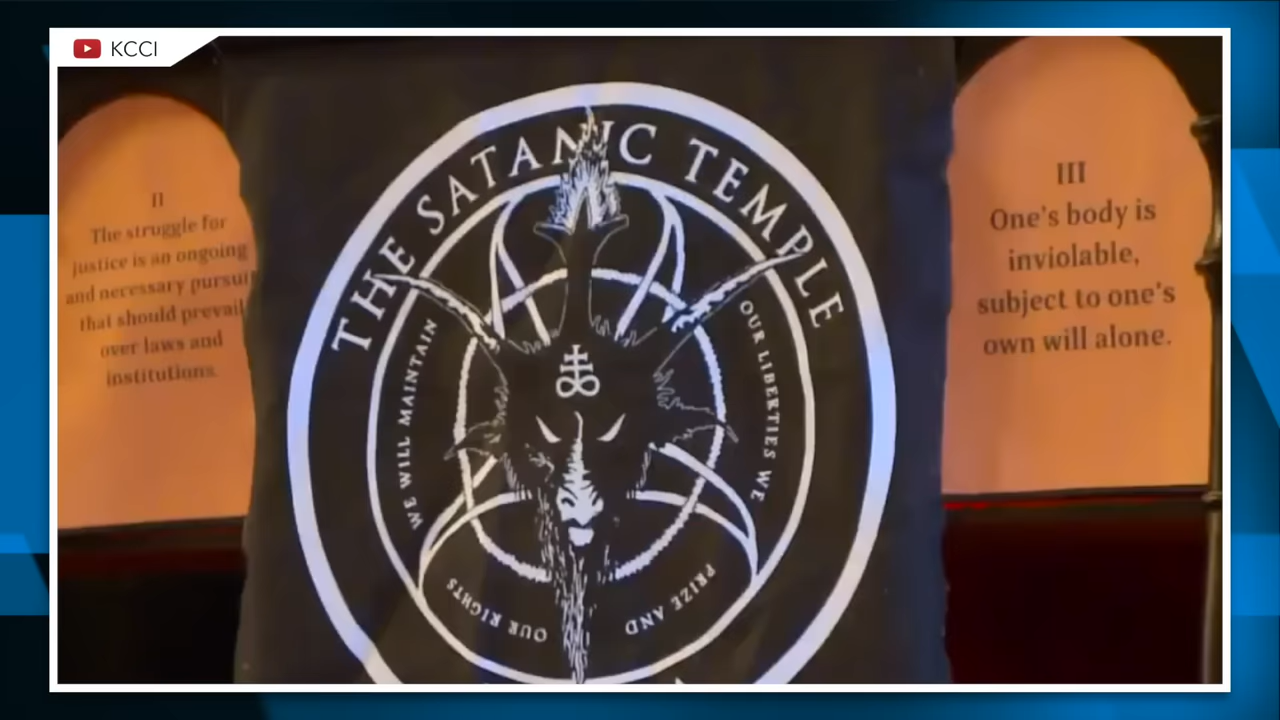 KCCI
II
The struggle for
justice is an ongoing
and necessary pursuit
that should prevail
over laws and
institutions.
THE SATANIC TEMPLE
OUR LIBERTIES WE
PRIZE AND
OUR RIGHTS
WE WILL MAINTAIN
III
One's body is
inviolable,
subject to one's
own will alone.